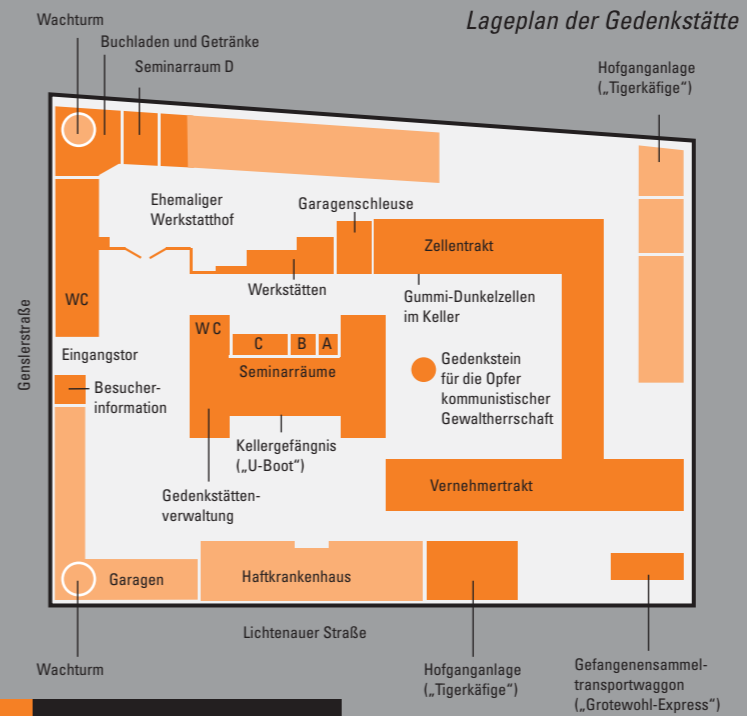 Lageplan der Gedenkstätte
Wachturm
Buchladen und Getränke
Seminarraum D
Hofganganlage
(„Tigerkäfige“)
Ehemaliger
Werkstatthof
Garagenschleuse
Zellentrakt
Werkstätten
Gummi-Dunkelzellen
im Keller
WC
WC
C
B
A
Genslerstraße
Eingangstor
Seminarräume
Besucher-
information
Gedenkstein
für die Opfer
kommunistischer
Gewaltherrschaft
Kellergefängnis
(„U-Boot“)
Gedenkstätten-
verwaltung
Vernehmertrakt
Garagen
Haftkrankenhaus
Lichtenauer Straße
Wachturm
Hofganganlage
(„Tigerkäfige“)
Gefangenensammel-
transportwaggon
(„Grotewohl-Express“)